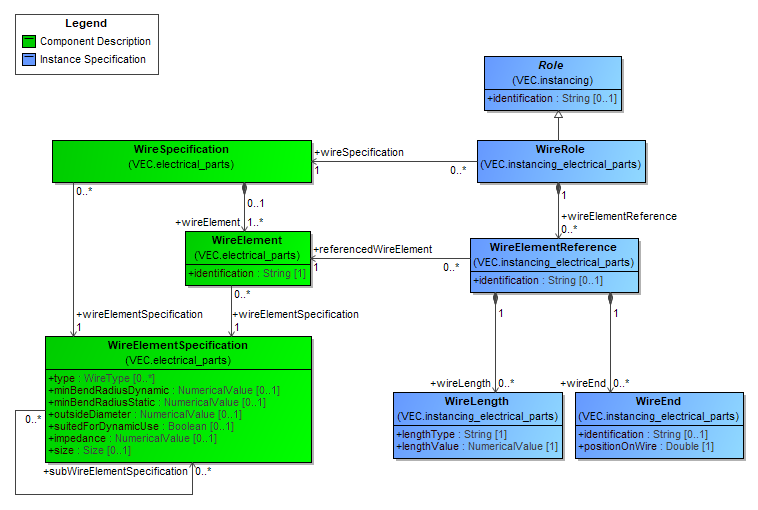 Legend
Component Description
Instance Specification
Role
(VEC.instancing)
+identification : String [0..1]
WireSpecification
(VEC.electrical_parts)
+wireSpecification
1
0..*
WireRole
(VEC.instancing_electrical_parts)
0..*
0..1
+wireElement
1..*
1
+wireElementReference
0..*
WireElement
(VEC.electrical_parts)
+identification : String [1]
+referencedWireElement
1
0..*
WireElementReference
(VEC.instancing_electrical_parts)
+identification : String [0..1]
0..*
+wireElementSpecification
1
+wireElementSpecification
1
1
1
WireElementSpecification
(VEC.electrical_parts)
+type : WireType [0..*]
+minBendRadiusDynamic : NumericalValue [0..1]
+minBendRadiusStatic : NumericalValue [0..1]
+outsideDiameter : NumericalValue [0..1]
+suitedForDynamicUse : Boolean [0..1]
+impedance : NumericalValue [0..1]
+size : Size [0..1]
0..*
+subWireElementSpecification
0..*
+wireLength
0..*
+wireEnd
0..*
WireLength
(VEC.instancing_electrical_parts)
+lengthType : String [1]
+lengthValue : NumericalValue [1]
WireEnd
(VEC.instancing_electrical_parts)
+identification : String [0..1]
+positionOnWire : Double [1]